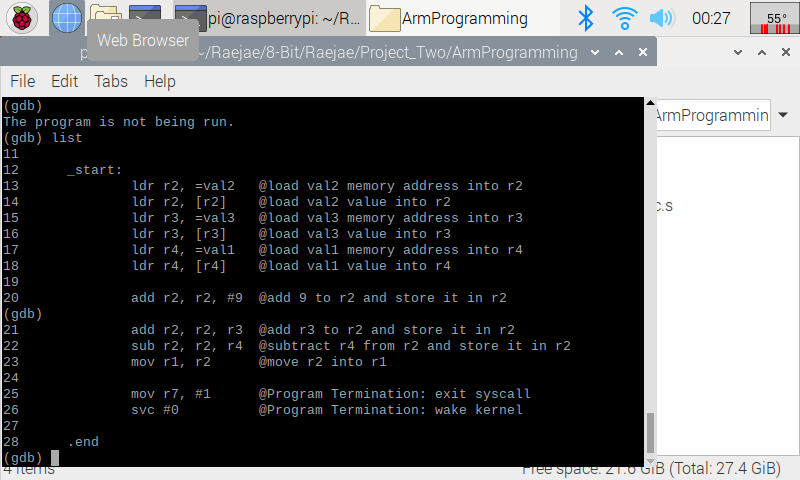 pi@raspberrypi: ~/R...
ArmProgramming
00:27
55°
Web Browser
~/Raejae/8-Bit/Raejae/Project_Two/ArmProgramming
File Edit Tabs Help
ArmProgrammin
(gdb)
The program is not being run.
(gdb) list
11
12 _start:
13 ldr r2, =val2 @load val2 memory address into r2
14 ldr r2, [r2] @load val2 value into r2
15 ldr r3, =val3 @load val3 memory address into r3
16 ldr r3, [r3] @load val3 value into r3
17 ldr r4, =val1 @load val1 memory address into r4
18 ldr r4, [r4] @load val1 value into r4
19
20 add r2, r2, #9 @add 9 to r2 and store it in r2
(gdb)
21 add r2, r2, r3 @add r3 to r2 and store it in r2
22 sub r2, r2, r4 @subtract r4 from r2 and store it in r2
23 mov r1, r2 @move r2 into r1
24
25 mov r7, #1 @Program Termination: exit syscall
26 svc #0 @Program Termination: wake kernel
27
28 .end
(gdb)
c.s
4 items
Free space: 21.6 GiB (Total: 27.4 GiB)